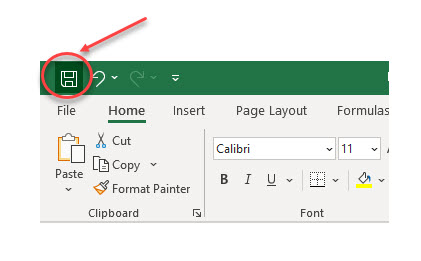 File Home Insert Page Layout Formulas
Paste
Cut
Copy
Format Painter
Clipboard
Calibri 11
B I U
Font